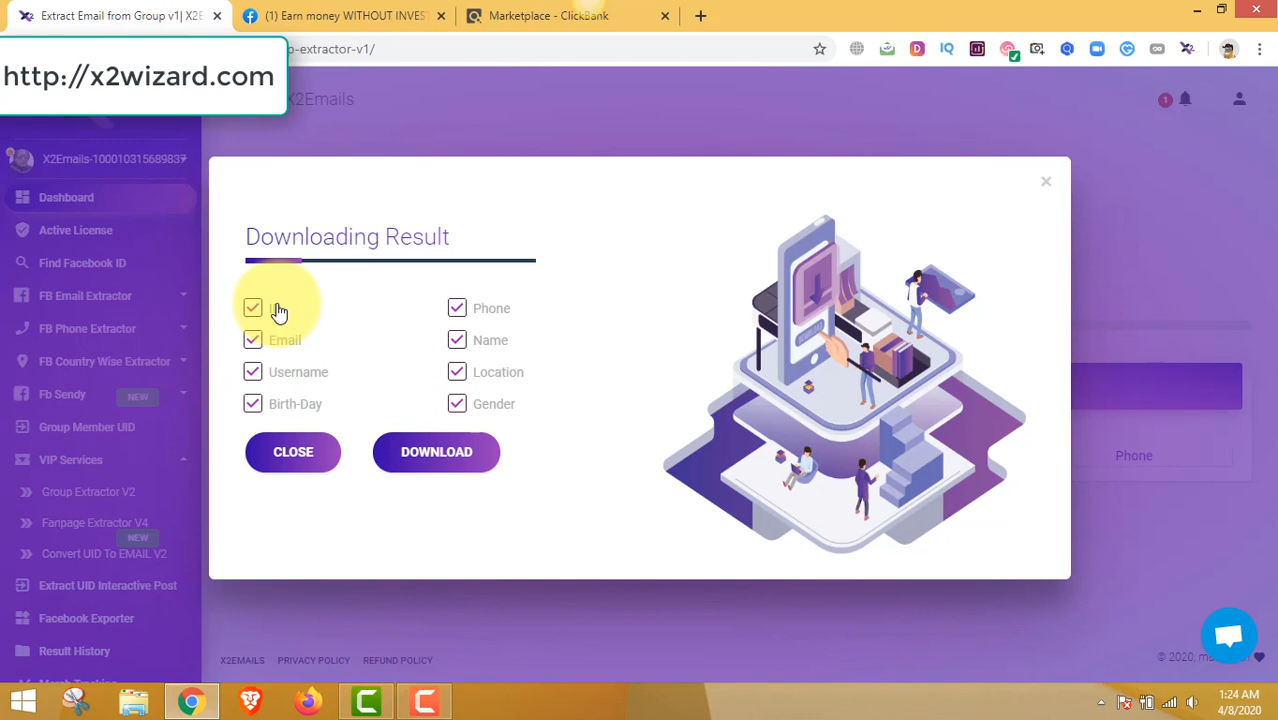 Extract Email from Group v1| X2E
(1) Earn money WITHOUT INVEST
Marketplace - ClickBank
http://x2wizard.com
p-extractor-v1/
X2Emails
1
X2Emails-100010315689837
Dashboard
Active License
Find Facebook ID
FB Email Extractor
FB Phone Extractor
FB Country Wise Extractor
Fb Sendy
NEW
Group Member UID
VIP Services
Group Extractor V2
Fanpage Extractor V4
NEW
Convert UID To EMAIL V2
Extract UID Interactive Post
Facebook Exporter
Result History
Downloading Result
Phone
Email
Name
Username
Location
Birth-Day
Gender
CLOSE
DOWNLOAD
Phone
X2EMAILS
PRIVACY POLICY
REFUND POLICY
© 2020,
1:24 AM
4/8/2020